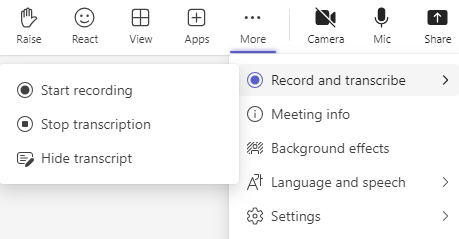 Raise React View Apps More Camera Mic Share
Start recording
Stop transcription
Hide transcript
Record and transcribe
Meeting info
Background effects
Language and speech
Settings